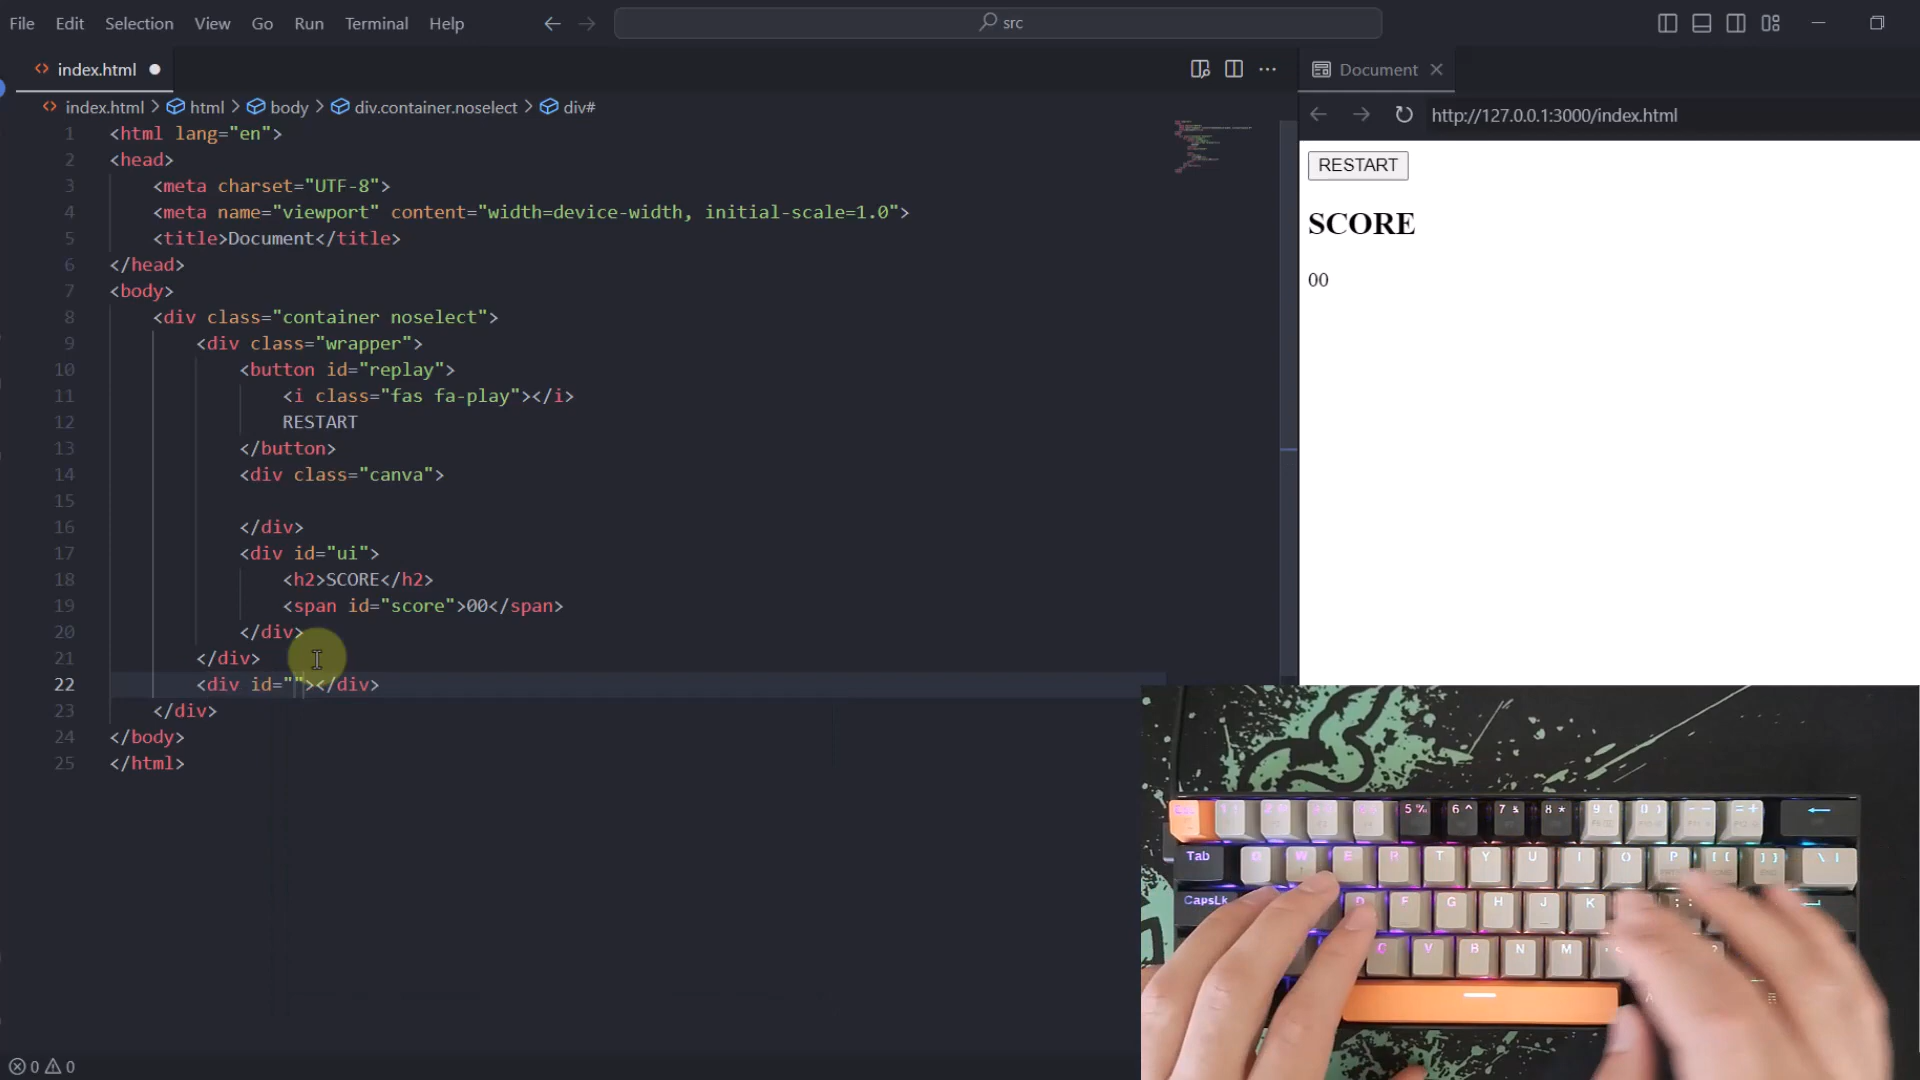 File Edit Selection View Go Run Terminal Help
src
index.html
Document
index.html > html > body > div.container.noselect > div#
http://127.0.0.1:3000/index.html
1 <html lang="en">
2 <head>
3 <meta charset="UTF-8">
4 <meta name="viewport" content="width=device-width, initial-scale=1.0">
5 <title>Document</title>
6 </head>
7 <body>
8 <div class="container noselect">
9 <div class="wrapper">
10 <button id="replay">
11 <i class="fas fa-play"></i>
12 RESTART
13 </button>
14 <div class="canva">
15
16 </div>
17 <div id="ui">
18 <h2>SCORE</h2>
19 <span id="score">00</span>
20 </div>
21 </div>
22 <div id=""></div>
23 </div>
24 </body>
25 </html>
RESTART
SCORE
00
5 % 6 ^ 7 & 8 * 9 ( 0 ) - - = +
Tab W E R T Y U I O P [ { ] } \ |
CapsLk D F G H J K ; :
C V B N M
0 0